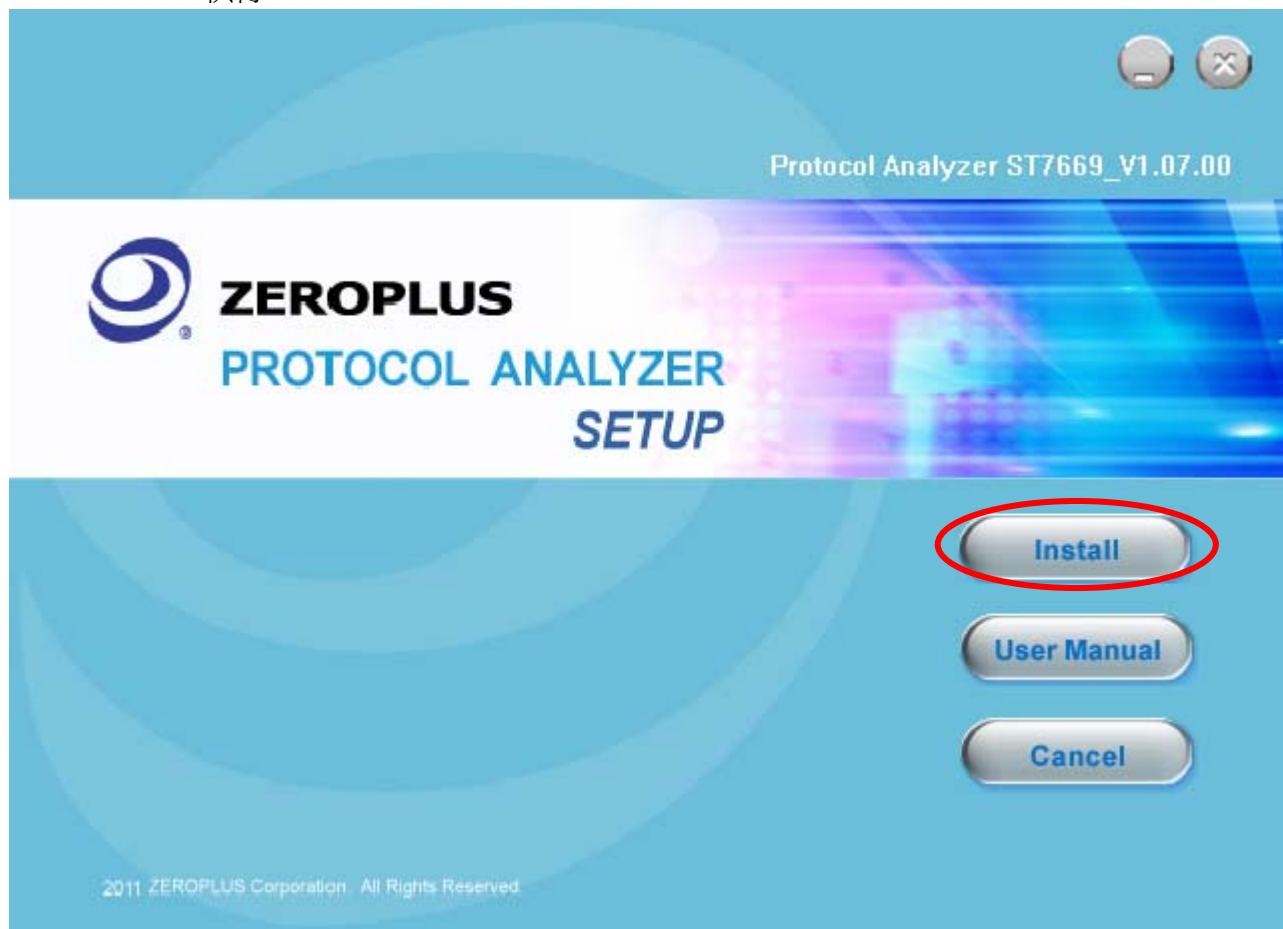 Protocol Analyzer ST7669_V1.07.00
ZEROPLUS
®
PROTOCOL ANALYZER
SETUP
Install
User Manual
Cancel
2011 ZEROPLUS Corporation. All Rights Reserved.